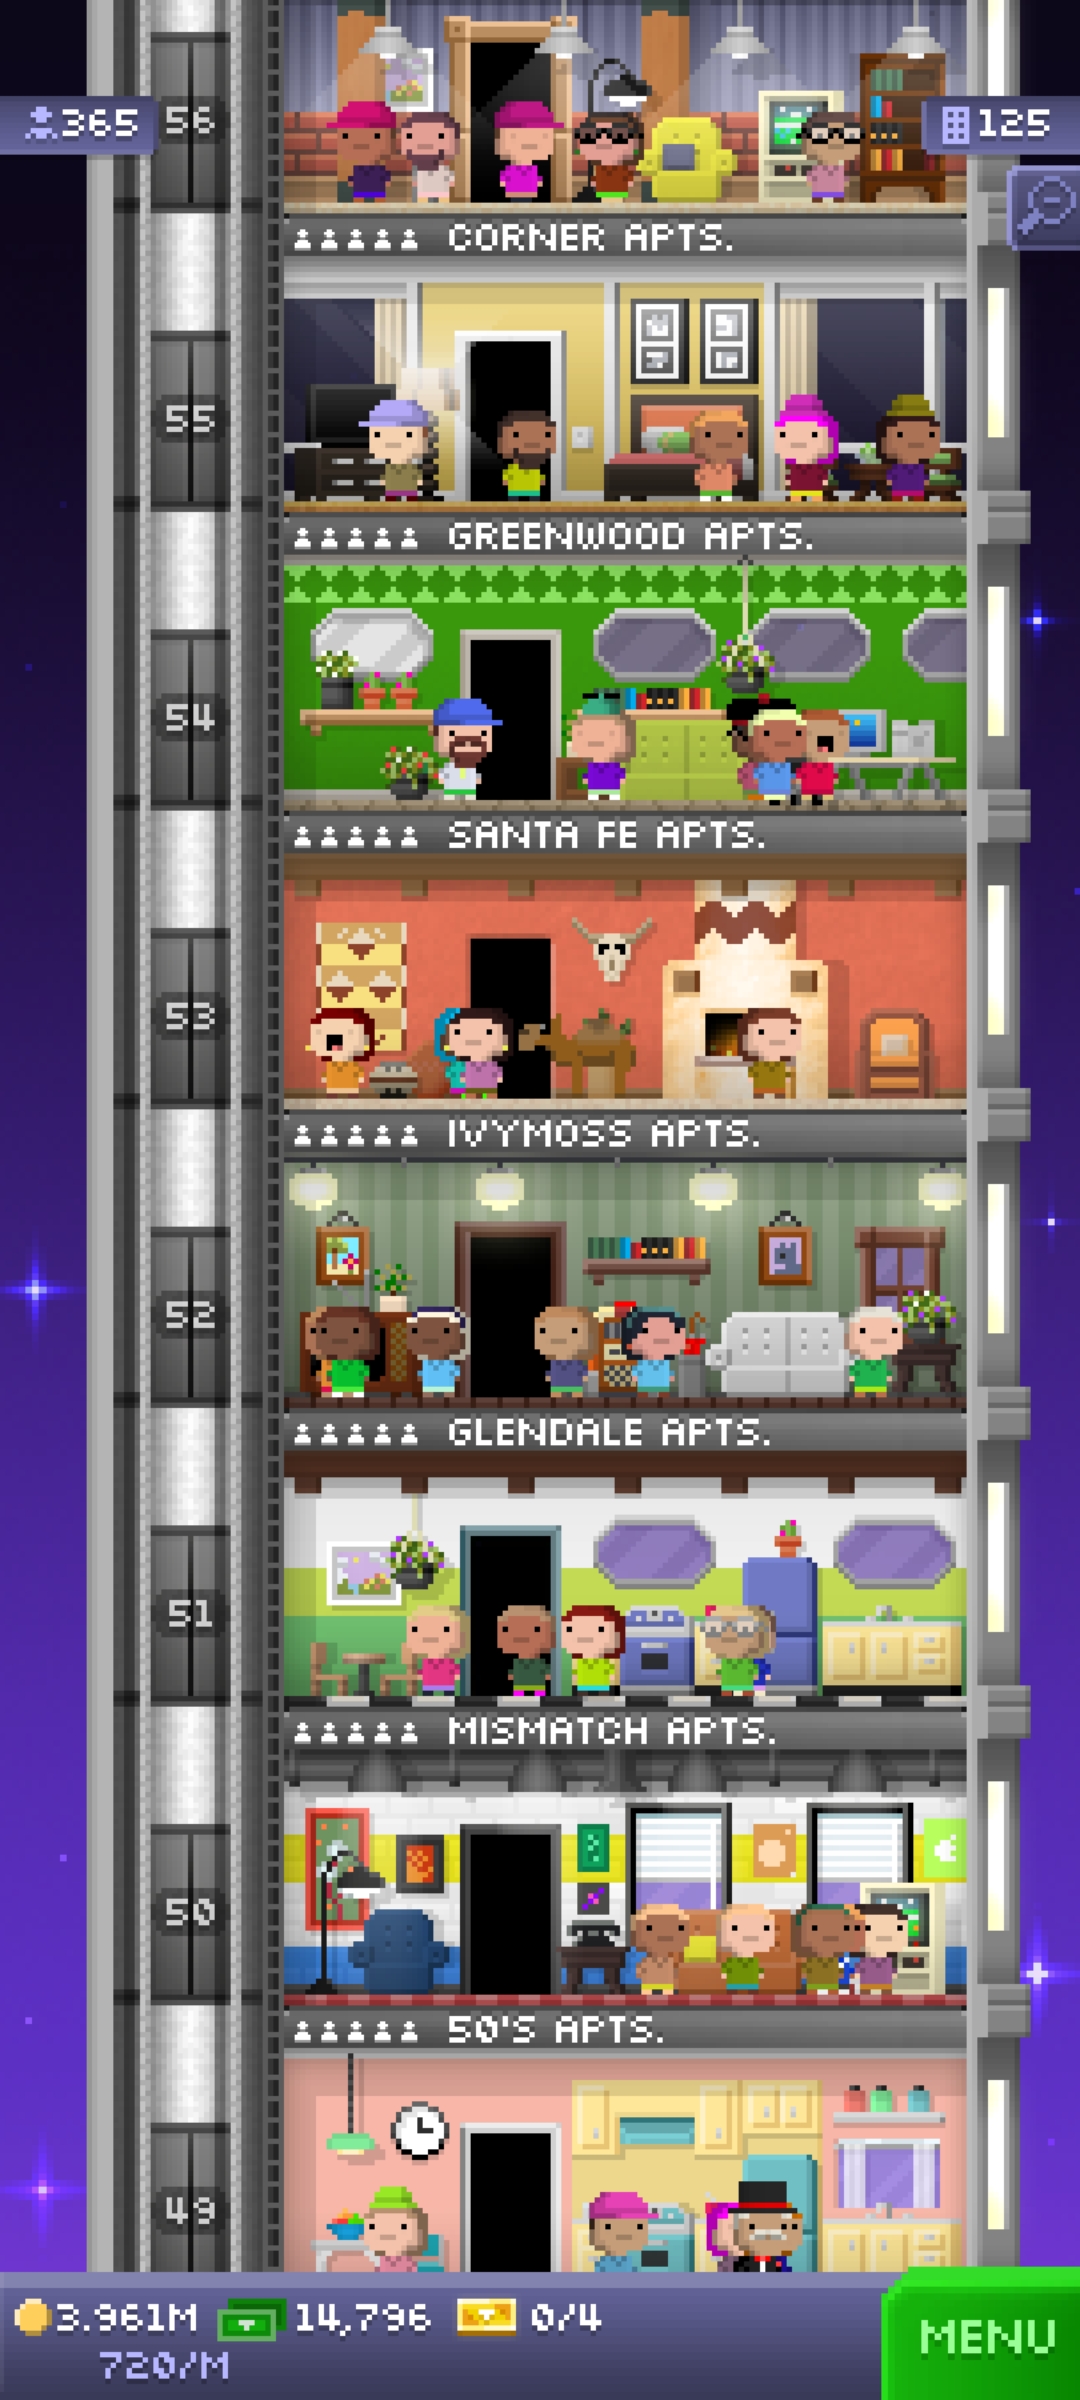 365
56
125
CORNER APTS.
55
GREENWOOD APTS.
54
SANTA FE APTS.
53
IVYMOSS APTS.
52
GLENDALE APTS.
51
MISMATCH APTS.
50
50'S APTS.
49
3.961M 14,796 0/4
720/M
MENU